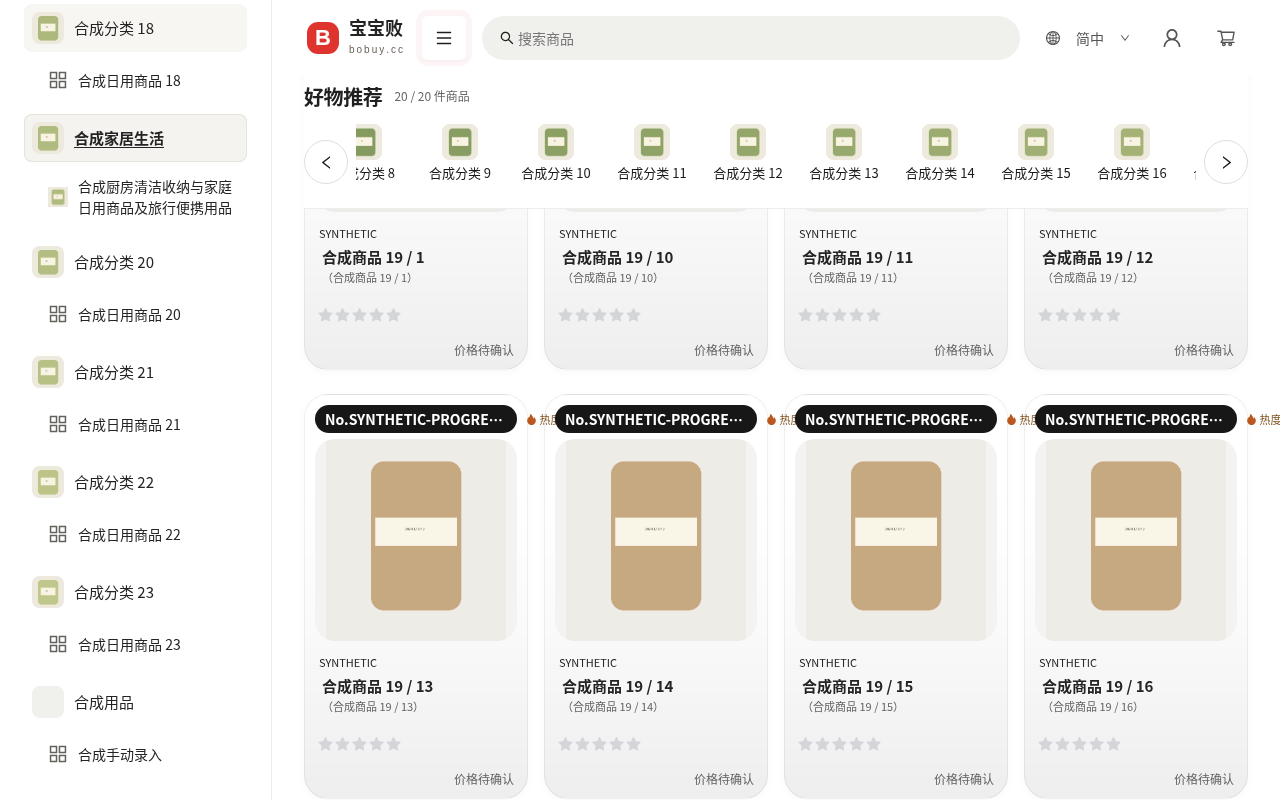 合成分类 18
合成日用商品 18
合成家居生活
合成厨房清洁收纳与家庭
日用商品及旅行便携用品
合成分类 20
合成日用商品 20
合成分类 21
合成日用商品 21
合成分类 22
合成日用商品 22
合成分类 23
合成日用商品 23
合成用品
合成手动录入
B 宝宝败
bobuy.cc
搜索商品
简中
好物推荐 20 / 20 件商品
分类 8 合成分类 9 合成分类 10 合成分类 11 合成分类 12 合成分类 13 合成分类 14 合成分类 15 合成分类 16
SYNTHETIC SYNTHETIC SYNTHETIC SYNTHETIC
合成商品 19 / 1 合成商品 19 / 10 合成商品 19 / 11 合成商品 19 / 12
（合成商品 19 / 1） （合成商品 19 / 10） （合成商品 19 / 11） （合成商品 19 / 12）
价格待确认 价格待确认 价格待确认 价格待确认
No.SYNTHETIC-PROGRE… 热度 No.SYNTHETIC-PROGRE… 热度 No.SYNTHETIC-PROGRE… 热度 No.SYNTHETIC-PROGRE… 热度
SYNTHETIC SYNTHETIC SYNTHETIC SYNTHETIC
合成商品 19 / 13 合成商品 19 / 14 合成商品 19 / 15 合成商品 19 / 16
（合成商品 19 / 13） （合成商品 19 / 14） （合成商品 19 / 15） （合成商品 19 / 16）
价格待确认 价格待确认 价格待确认 价格待确认